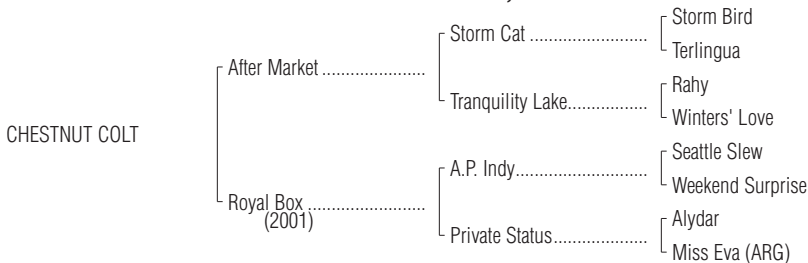 Storm Bird
Storm Cat ..............................
Terlingua
After Market ......................
Rahy
Tranquility Lake.....................
Winters' Love
CHESTNUT COLT
Seattle Slew
A.P. Indy..................................
Weekend Surprise
Royal Box .........................
(2001)
Alydar
Private Status........................
Miss Eva (ARG)